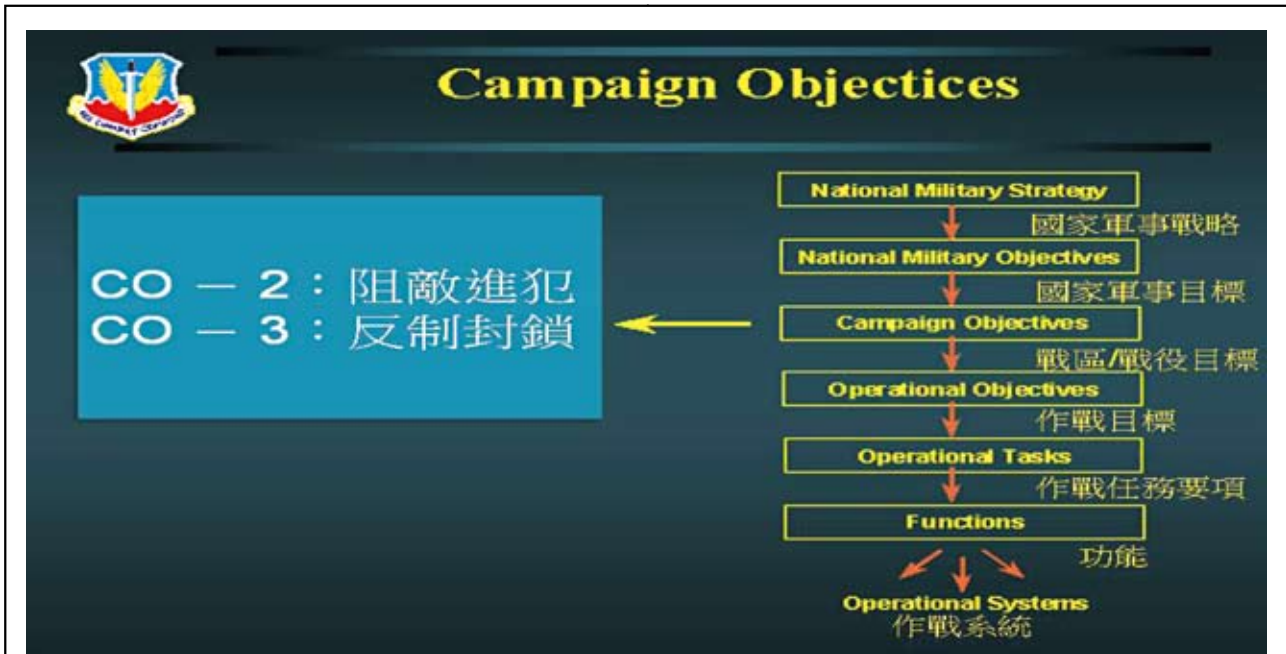 Campaign Objectices
CO － 2：阻敵進犯
CO － 3：反制封鎖
National Military Strategy
國家軍事戰略
National Military Objectives
國家軍事目標
Campaign Objectives
戰區/戰役目標
Operational Objectives
作戰目標
Operational Tasks
作戰任務要項
Functions
功能
Operational Systems
作戰系統